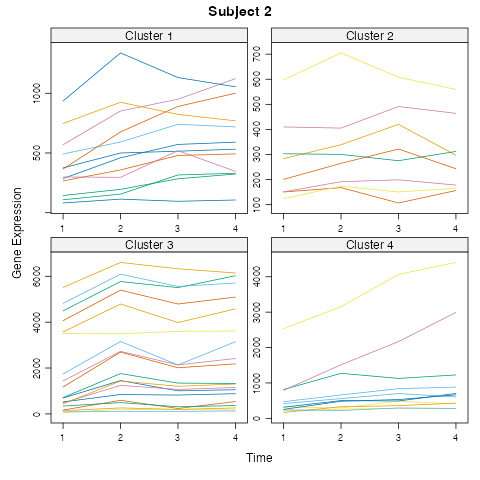 Subject 2
Cluster 1
Cluster 2
1000
500
700
600
500
400
300
200
100
1 2 3 4
1 2 3 4
Gene Expression
Cluster 3
Cluster 4
6000
4000
2000
0
4000
3000
2000
1000
0
1 2 3 4
1 2 3 4
Time